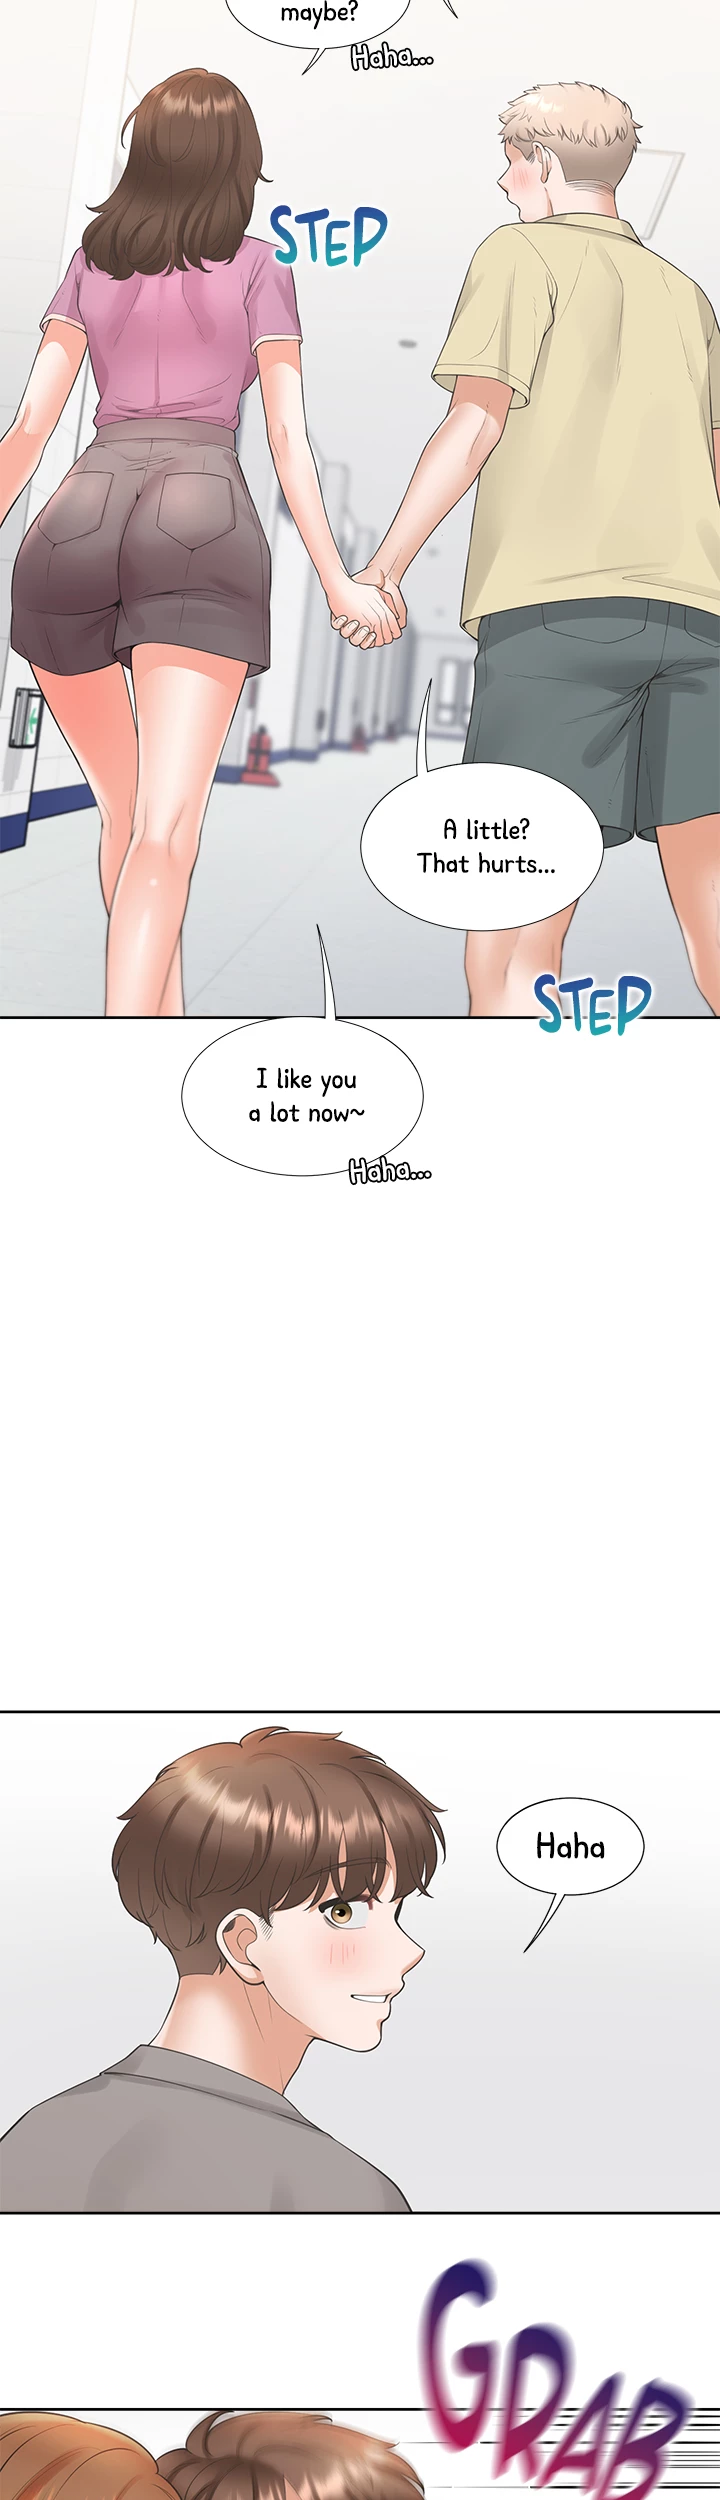 maybe?
Haha...
STEP
A little?
That hurts...
STEP
I like you
a lot now~
Haha...
Haha
GRAB